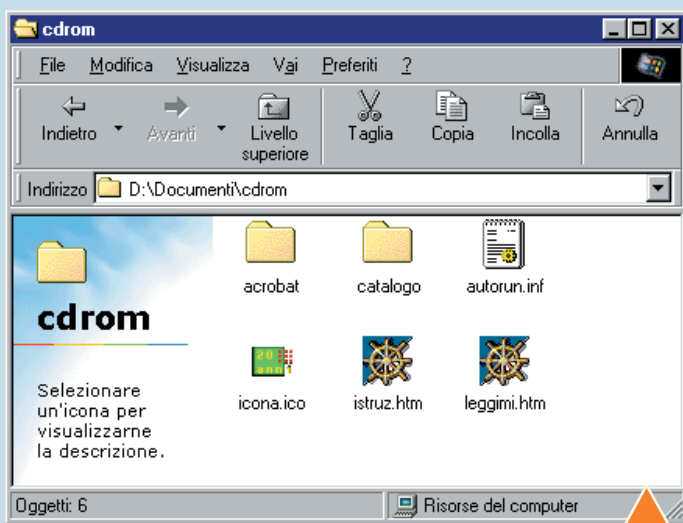 cdrom
File Modifica Visualizza Vai Preferiti ?
Indietro Avanti Livello superiore Taglia Copia Incolla Annulla
Indirizzo D:\Documenti\cdrom
acrobat catalogo autorun.inf
cdrom
20
anni
icona.ico istruz.htm leggimi.htm
Selezionare
un'icona per
visualizzarne
la descrizione.
Oggetti: 6 Risorse del computer